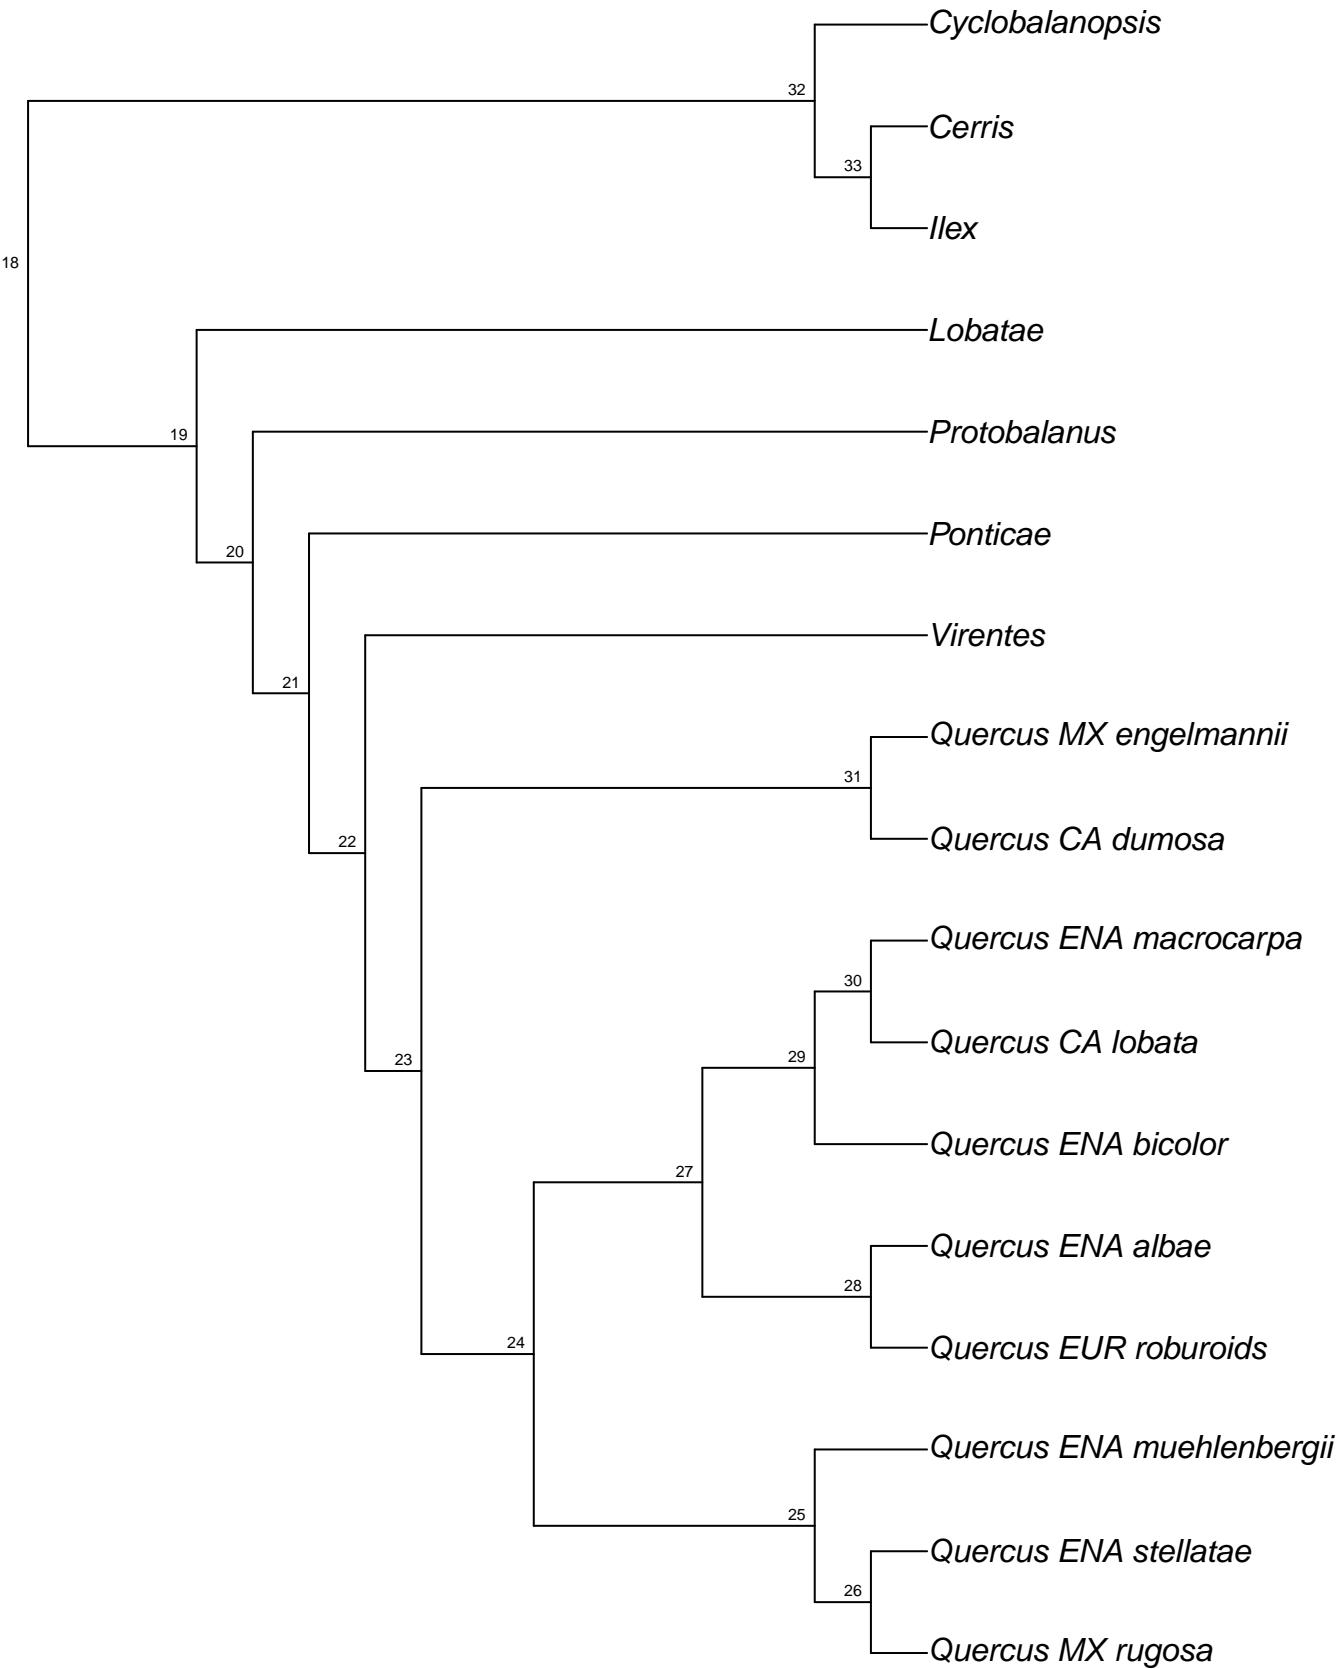 Cyclobalanopsis
32
Cerris
33
Ilex
18
Lobatae
Protobalanus
19
Ponticae
20
Virentes
21
Quercus MX engelmannii
31
Quercus CA dumosa
22
Quercus ENA macrocarpa
30
Quercus CA lobata
29
23
Quercus ENA bicolor
27
Quercus ENA albae
28
Quercus EUR roburoids
24
Quercus ENA muehlenbergii
25
Quercus ENA stellatae
26
Quercus MX rugosa